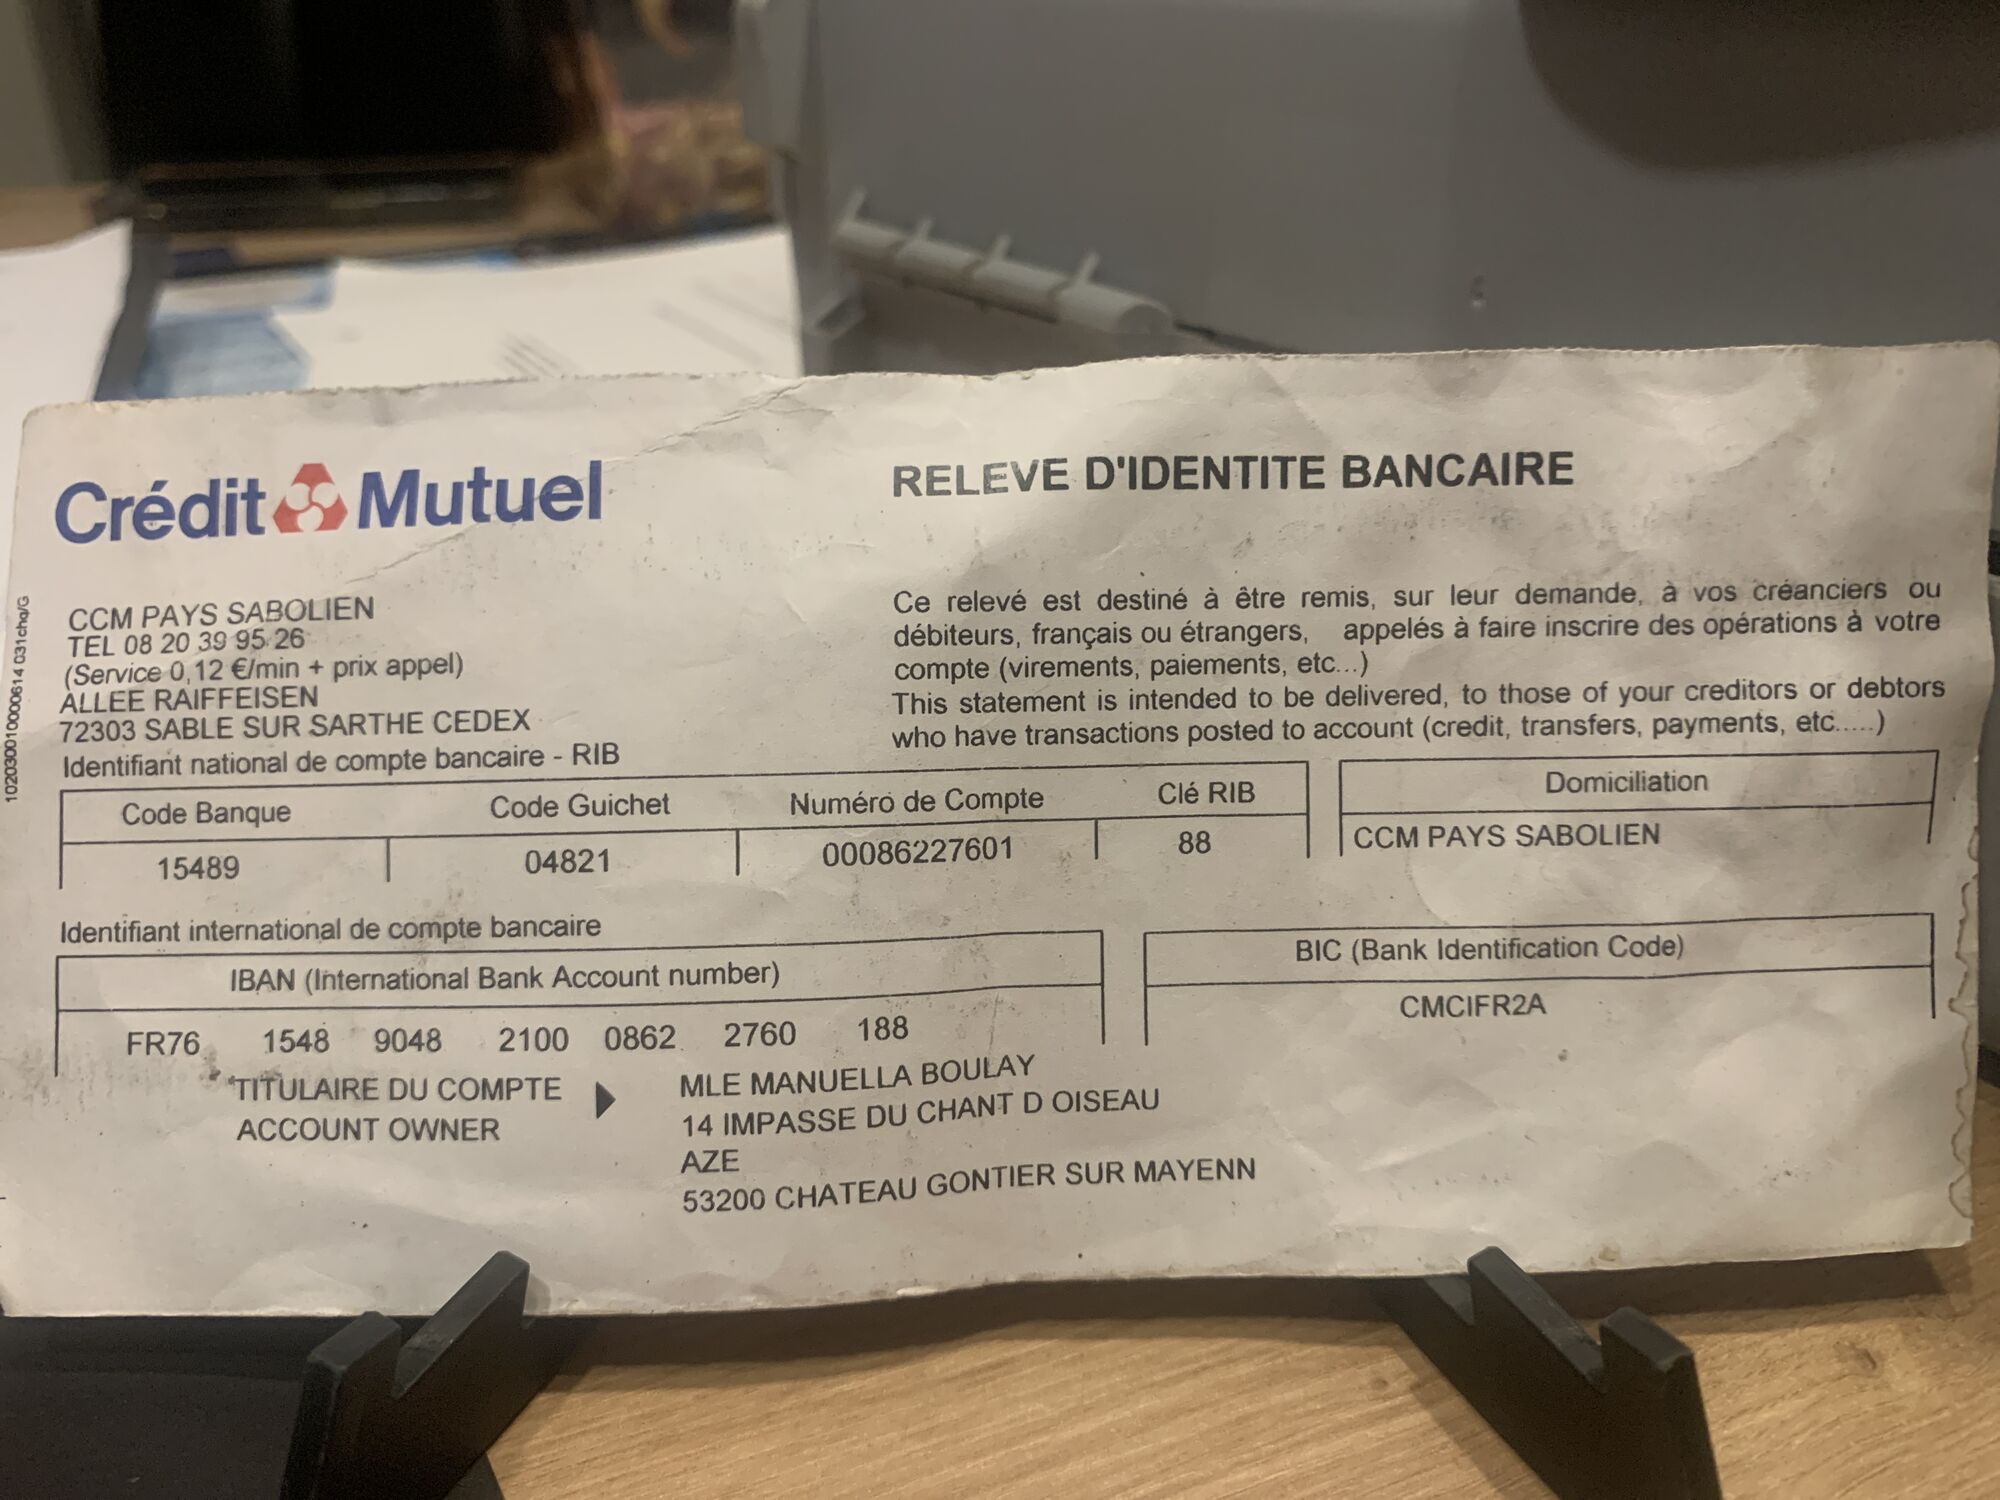 Crédit Mutuel
RELEVE D'IDENTITE BANCAIRE
CCM PAYS SABOLIEN
TEL 08 20 39 95 26
(Service 0,12 €/min + prix appel)
ALLEE RAIFFEISEN
72303 SABLE SUR SARTHE CEDEX
Ce relevé est destiné à être remis, sur leur demande, à vos créanciers ou
débiteurs, français ou étrangers, appelés à faire inscrire des opérations à votre
compte (virements, paiements, etc...)
This statement is intended to be delivered, to those of your creditors or debtors
who have transactions posted to account (credit, transfers, payments, etc.....)
Identifiant national de compte bancaire - RIB
Code Banque Code Guichet Numéro de Compte Clé RIB
15489 04821 00086227601 88
Domiciliation
CCM PAYS SABOLIEN
Identifiant international de compte bancaire
IBAN (International Bank Account number)
FR76 1548 9048 2100 0862 2760 188
BIC (Bank Identification Code)
CMCIFR2A
TITULAIRE DU COMPTE
ACCOUNT OWNER
MLE MANUELLA BOULAY
14 IMPASSE DU CHANT D OISEAU
AZE
53200 CHATEAU GONTIER SUR MAYENN